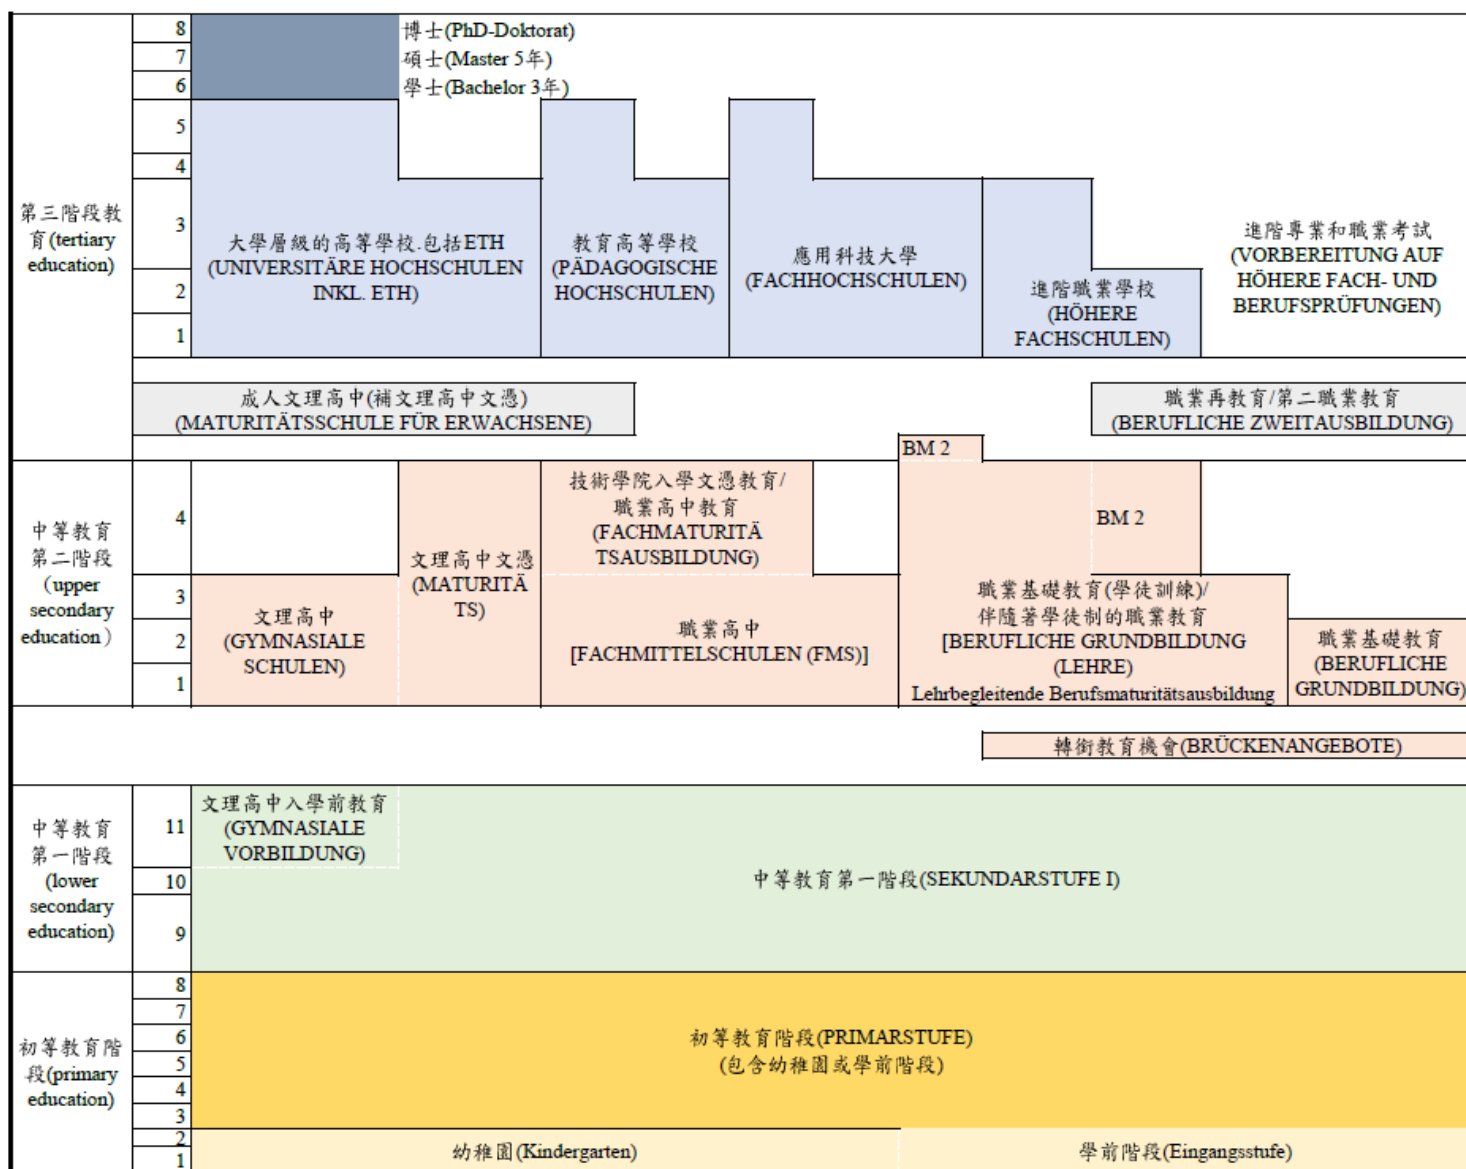 8
博士(PhD-Doktorat)
7
碩士(Master 5年)
6
學士(Bachelor 3年)
5
4
第三階段教
育(tertiary
education)
3
2
1
大學層級的高等學校.包括ETH
(UNIVERSITÄRE HOCHSCHULEN
INKL. ETH)
教育高等學校
(PÄDAGOGISCHE
HOCHSCHULEN)
應用科技大學
(FACHHOCHSCHULEN)
進階職業學校
(HÖHERE
FACHSCHULEN)
進階專業和職業考試
(VORBEREITUNG AUF
HÖHERE FACH- UND
BERUFSPRÜFUNGEN)
成人文理高中(補文理高中文憑)
(MATURITÄTSSCHULE FÜR ERWACHSENE)
職業再教育/第二職業教育
(BERUFLICHE ZWEITAUSBILDUNG)
BM 2
中等教育
第二階段
(upper
secondary
education)
4
3
2
1
文理高中
(GYMNASIALE
SCHULEN)
文理高中文憑
(MATURITÄ
TS)
技術學院入學文憑教育/
職業高中教育
(FACHMATURITÄ
TSAUSBILDUNG)
職業高中
[FACHMITTELSCHULEN (FMS)]
BM 2
職業基礎教育(學徒訓練)/
伴隨著學徒制的職業教育
[BERUFLICHE GRUNDBILDUNG
(LEHRE)
Lehrbegleitende Berufsmaturitätsausbildung
職業基礎教育
(BERUFLICHE
GRUNDBILDUNG)
轉銜教育機會(BRÜCKENANGEBOTE)
中等教育
第一階段
(lower
secondary
education)
11
10
9
文理高中入學前教育
(GYMNASIALE
VORBILDUNG)
中等教育第一階段(SEKUNDARSTUFE I)
初等教育階
段(primary
education)
8
7
6
5
4
3
2
1
初等教育階段(PRIMARSTUFE)
(包含幼稚園或學前階段)
幼稚園(Kindergarten)
學前階段(Eingangsstufe)